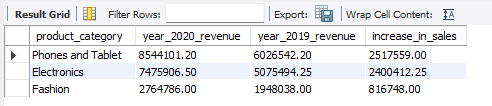 Result Grid Filter Rows: Export: Wrap Cell Content:
product_category year_2020_revenue year_2019_revenue increase_in_sales
Phones and Tablet 8544101.20 6026542.20 2517559.00
Electronics 7475906.50 5075494.25 2400412.25
Fashion 2764786.00 1948038.00 816748.00